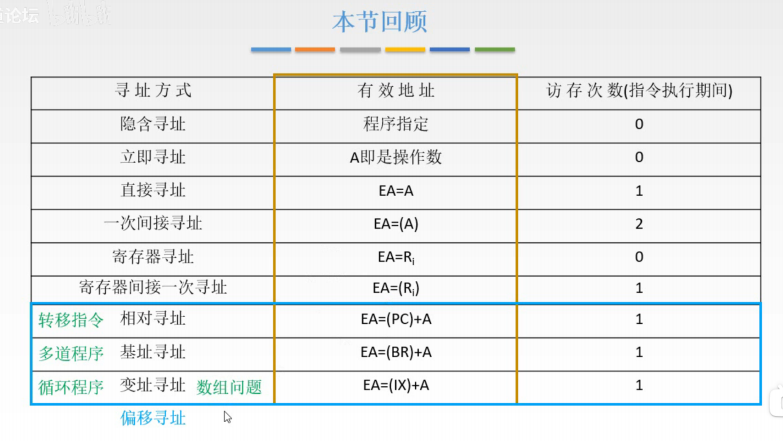 论坛
本节回顾
寻址方式 有效地址 访存次数(指令执行期间)
隐含寻址 程序指定 0
立即寻址 A即是操作数 0
直接寻址 EA=A 1
一次间接寻址 EA=(A) 2
寄存器寻址 EA=Ri 0
寄存器间接一次寻址 EA=(Ri) 1
转移指令 相对寻址 EA=(PC)+A 1
多道程序 基址寻址 EA=(BR)+A 1
循环程序 变址寻址 数组问题 EA=(IX)+A 1
偏移寻址